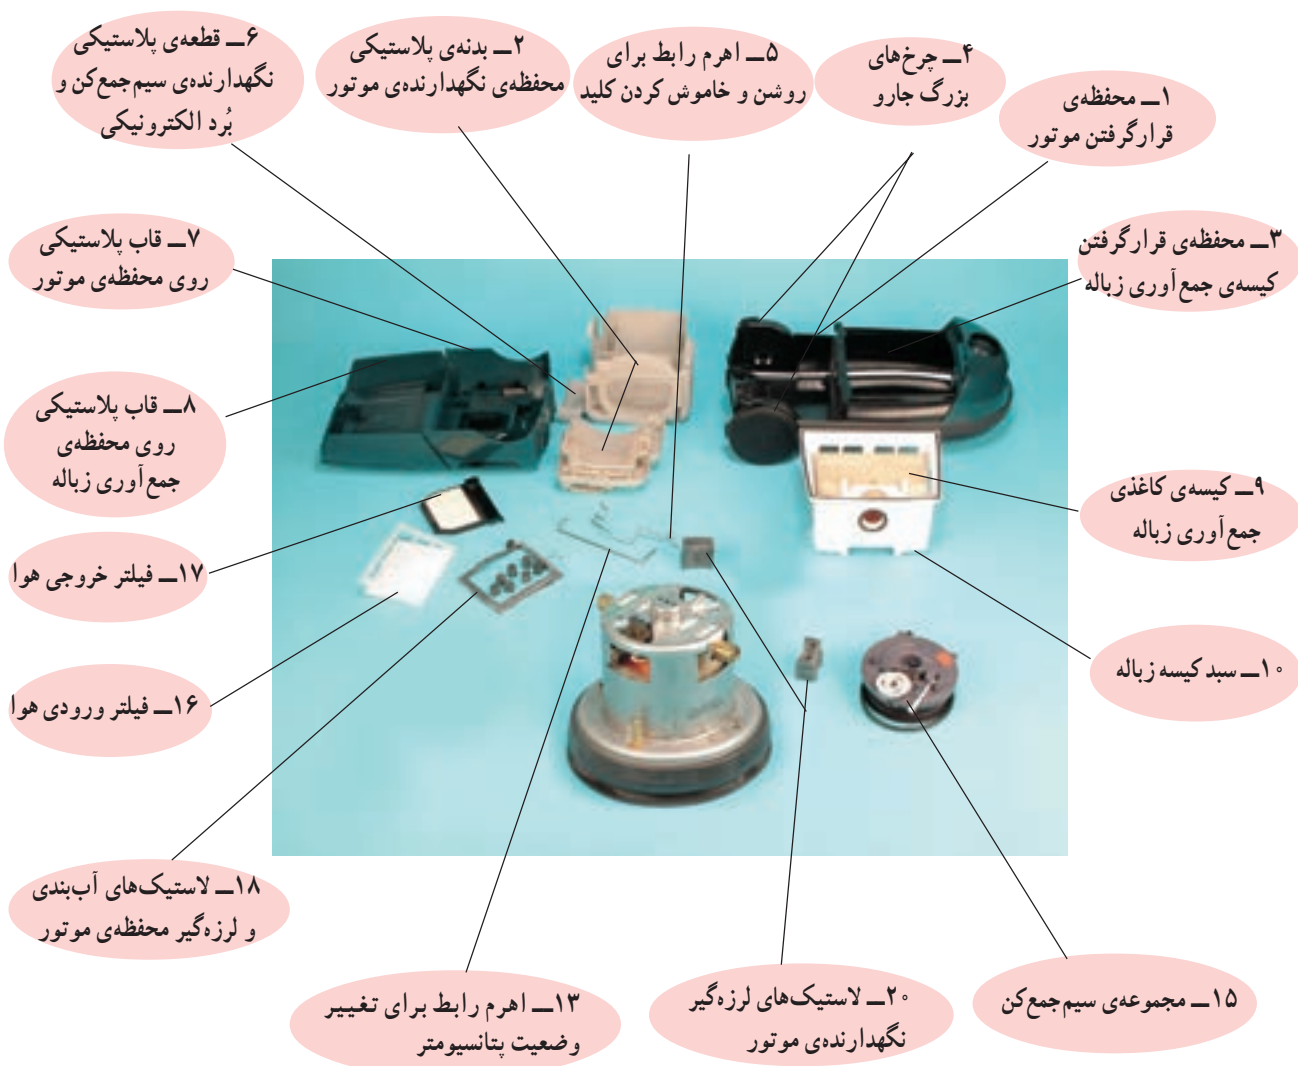 ۶ــ قطعه‌ی پلاستیکی
نگهدارنده‌ی سیم‌جمع‌کن و
بُرد الکترونیکی
۲ــ بدنه‌ی پلاستیکی
محفظه‌ی نگهدارنده‌ی موتور
۵ــ اهرم رابط برای
روشن و خاموش کردن کلید
۴ــ چرخ‌های
بزرگ جارو
۱ــ محفظه‌ی
قرارگرفتن موتور
۷ــ قاب پلاستیکی
روی محفظه‌ی موتور
۳ــ محفظه‌ی قرارگرفتن
کیسه‌ی جمع‌آوری زباله
۸ــ قاب پلاستیکی
روی محفظه‌ی
جمع‌آوری زباله
۹ــ کیسه‌ی کاغذی
جمع‌آوری زباله
۱۷ــ فیلتر خروجی هوا
۱۰ــ سبد کیسه زباله
۱۶ــ فیلتر ورودی هوا
۱۸ــ لاستیک‌های آب‌بندی
و لرزه‌گیر محفظه‌ی موتور
۱۳ــ اهرم رابط برای تغییر
وضعیت پتانسیومتر
۲۰ــ لاستیک‌های لرزه‌گیر
نگهدارنده‌ی موتور
۱۵ــ مجموعه‌ی سیم‌جمع‌کن